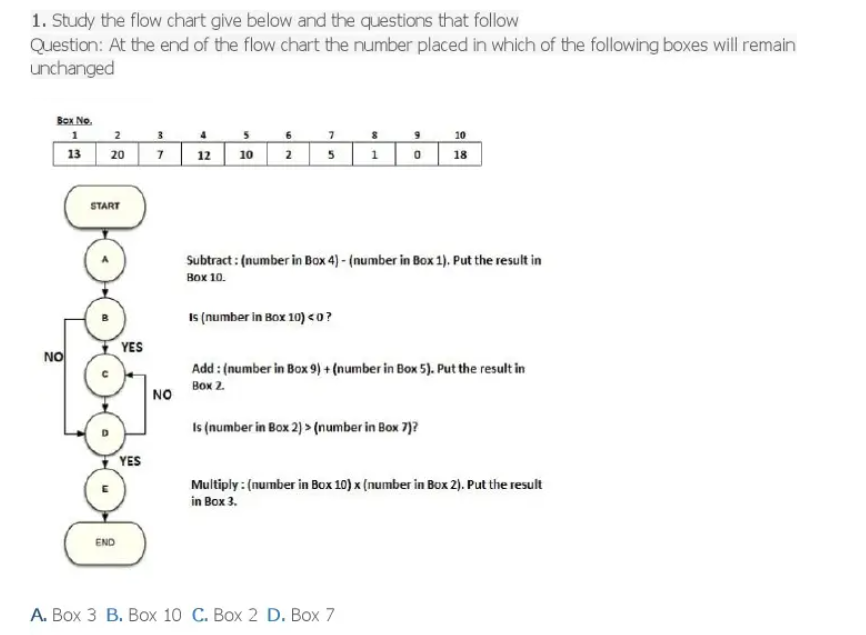 1. Study the flow chart give below and the questions that follow
Question: At the end of the flow chart the number placed in which of the following boxes will remain
unchanged
Box No.
1 2 3 4 5 6 7 8 9 10
13 20 7 12 10 2 5 1 0 18
START
A
Subtract : (number in Box 4) - (number in Box 1). Put the result in
Box 10.
B
Is (number in Box 10) < 0 ?
YES
NO
C
Add : (number in Box 9) + (number in Box 5). Put the result in
Box 2.
NO
D
Is (number in Box 2) > (number in Box 7)?
YES
E
Multiply : (number in Box 10) x (number in Box 2). Put the result
in Box 3.
END
A. Box 3 B. Box 10 C. Box 2 D. Box 7